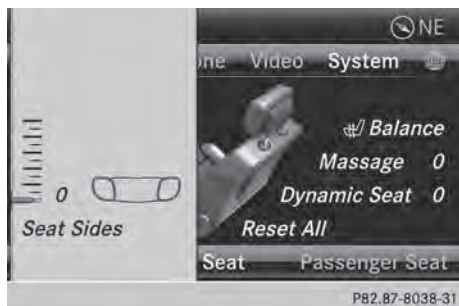 NE
one Video System
Balance
Massage 0
0 Dynamic Seat 0
Seat Sides Reset All
Seat Passenger Seat
P82.87-8038-31